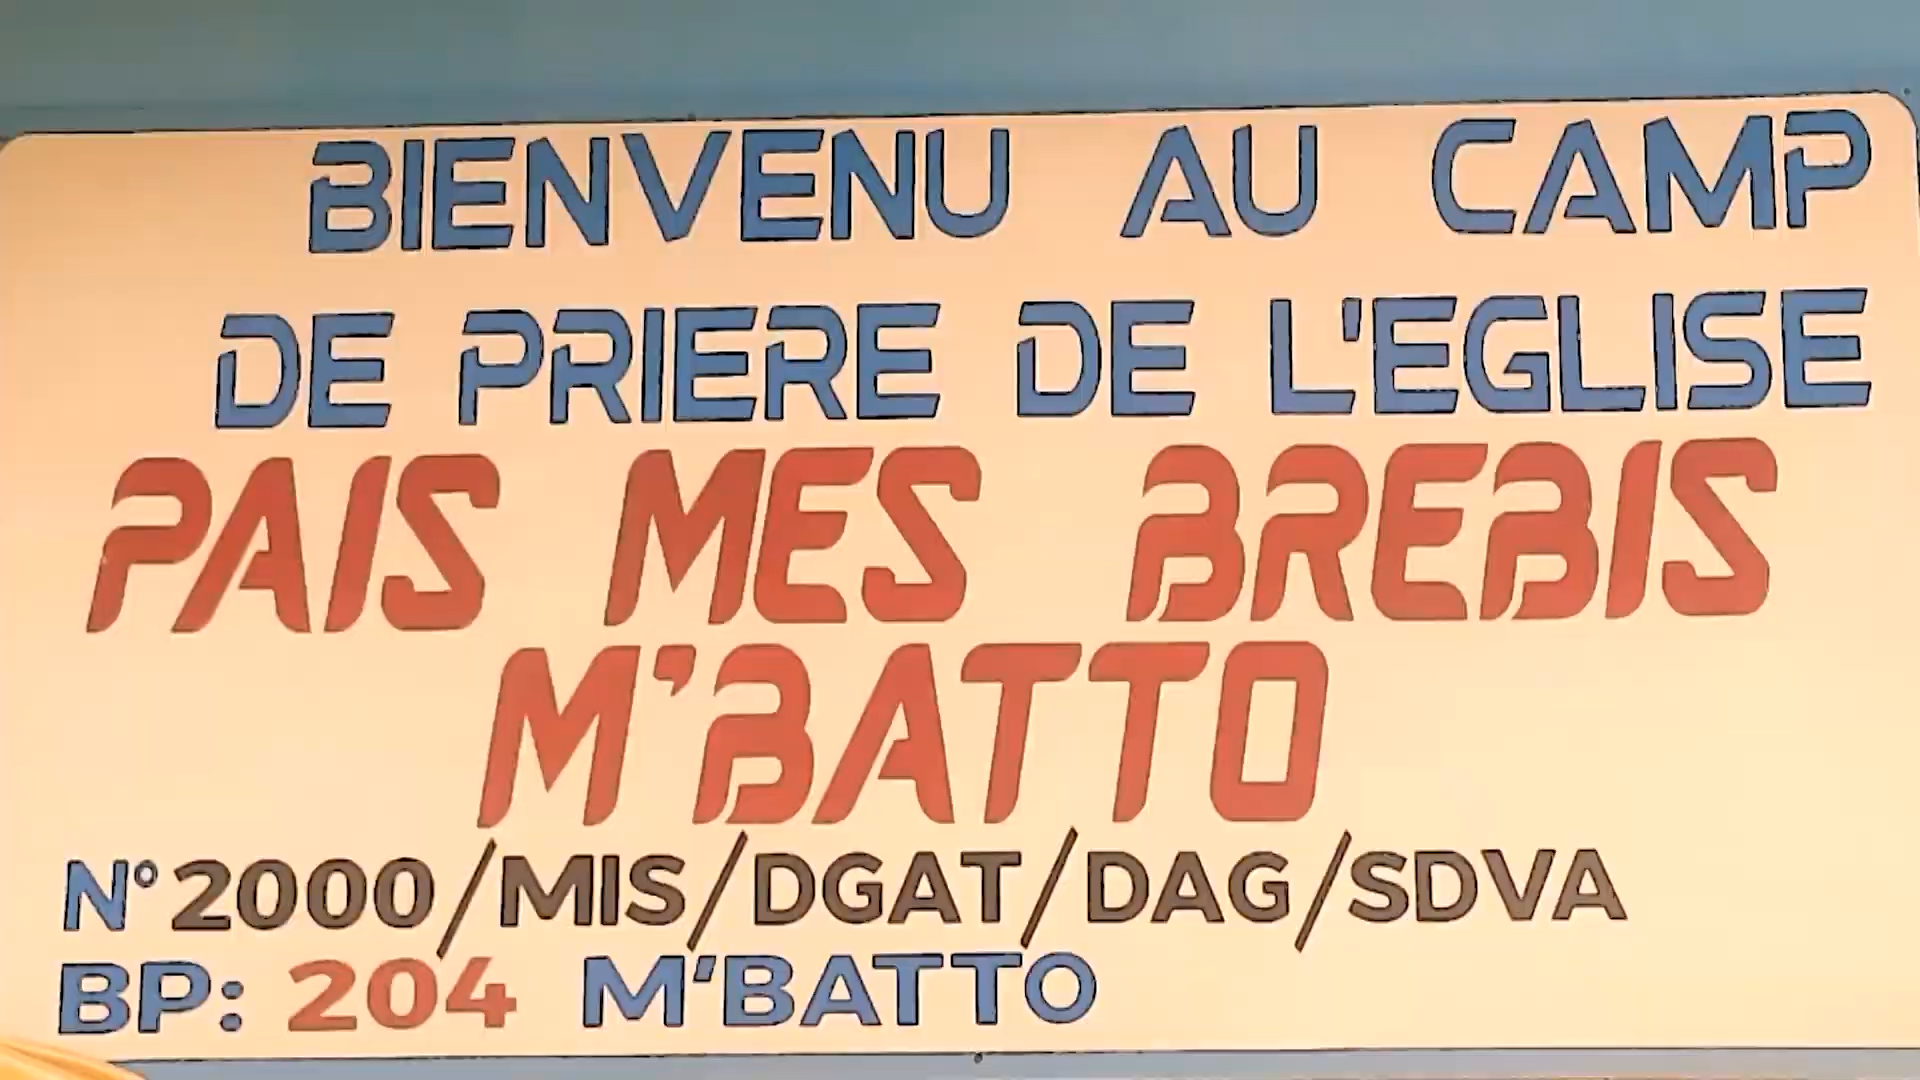 BIENVENU AU CAMP
DE PRIERE DE L'EGLISE
PAIS MES BREBIS
M'BATTO
N° 2000/MIS/DGAT/DAG/SDVA
BP: 204 M'BATTO